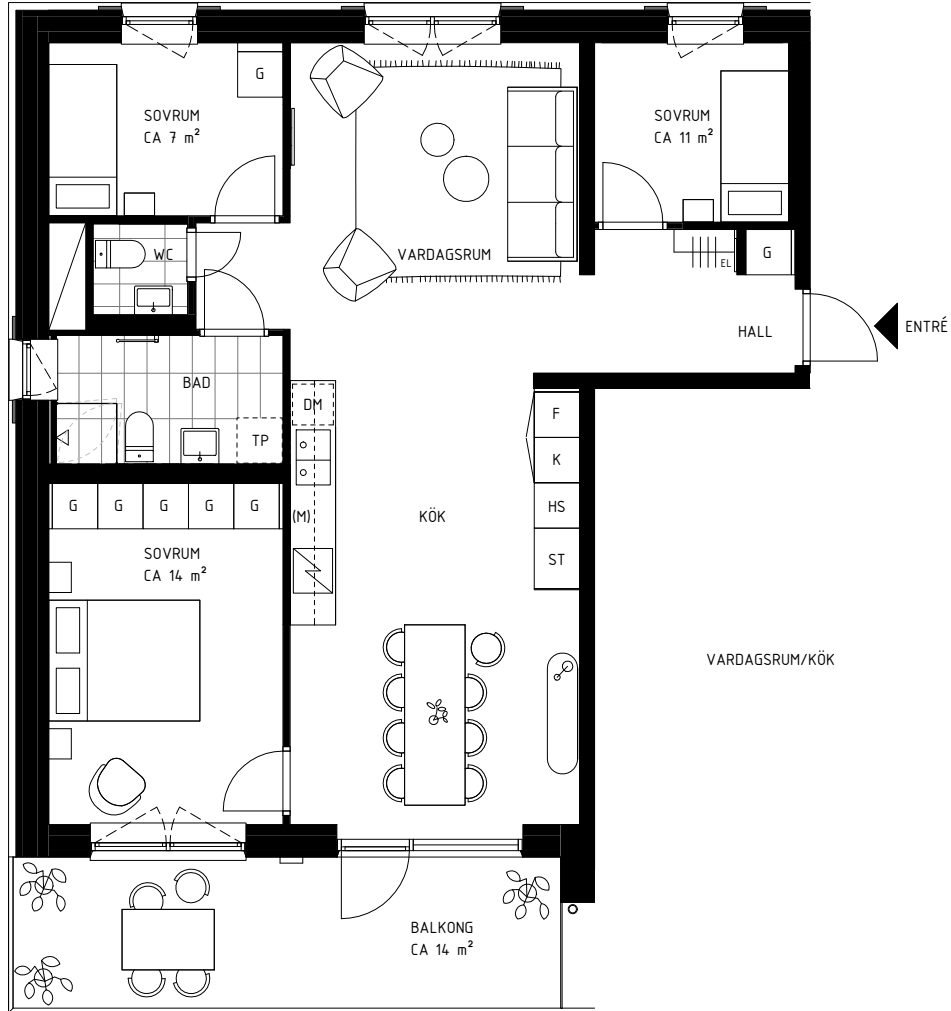 G
SOVRUM
CA 7 m²
SOVRUM
CA 11 m²
WC
VARDAGSRUM
EL
G
HALL
ENTRÉ
BAD
DM
F
TP
K
G G G G G
(M)
KÖK
HS
SOVRUM
CA 14 m²
ST
VARDAGSRUM/KÖK
BALKONG
CA 14 m²